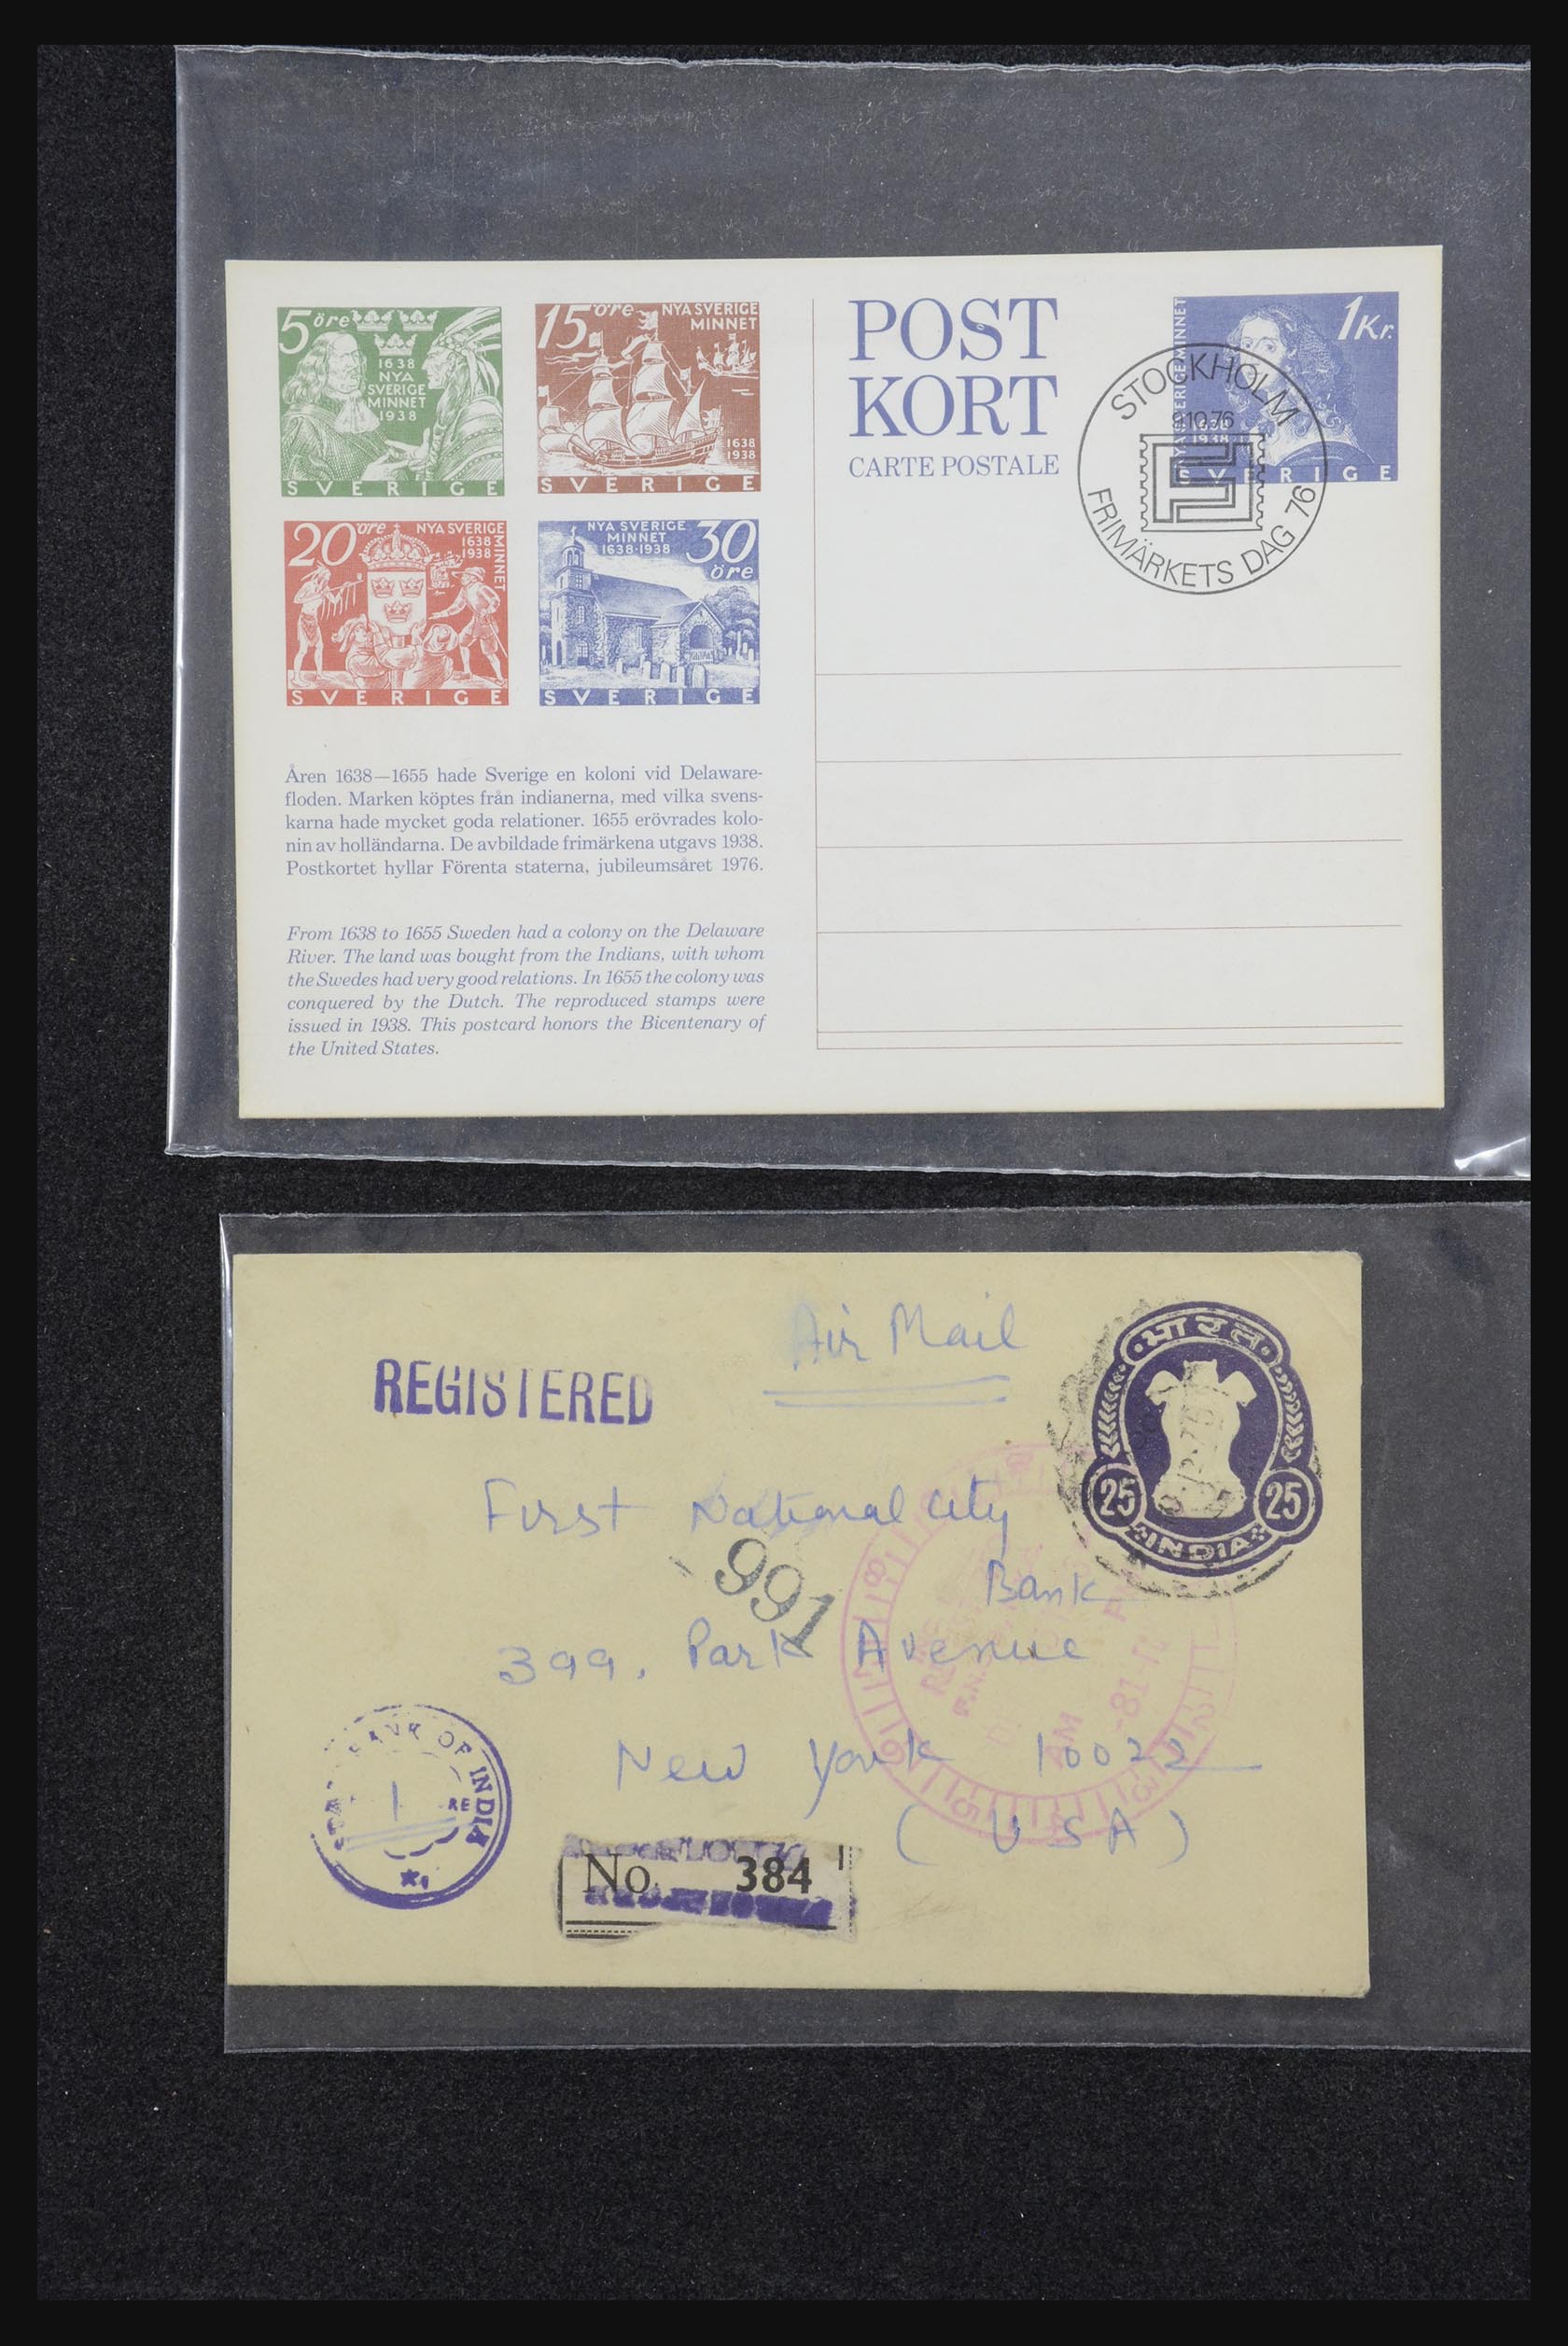 5 öre
1638
NYA
SVERIGE
MINNET
1938
SVERIGE
15 öre NYA SVERIGE
MINNET
1638
1938
SVERIGE
20 öre NYA SVERIGE
MINNET
1638
1938
SVERIGE
NYA SVERIGE
MINNET
1638-1938
30
öre
SVERIGE
Åren 1638—1655 hade Sverige en koloni vid Delaware-
floden. Marken köptes från indianerna, med vilka svens-
karna hade mycket goda relationer. 1655 erövrades kolo-
nin av holländarna. De avbildade frimärkena utgavs 1938.
Postkortet hyllar Förenta staterna, jubileumsåret 1976.
From 1638 to 1655 Sweden had a colony on the Delaware
River. The land was bought from the Indians, with whom
the Swedes had very good relations. In 1655 the colony was
conquered by the Dutch. The reproduced stamps were
issued in 1938. This postcard honors the Bicentenary of
the United States.
POST
KORT
CARTE POSTALE
NYA SVERIGE MINNET
1 Kr.
1638
1938
SVERIGE
STOCKHOLM
9.10.76
FRIMÄRKETS DAG 76
Air Mail
REGISTERED
भारत
25 25
INDIA
First National City
Bank
991
399, Park Avenue
New York 10022
(USA)
BANK OF INDIA
No. 384